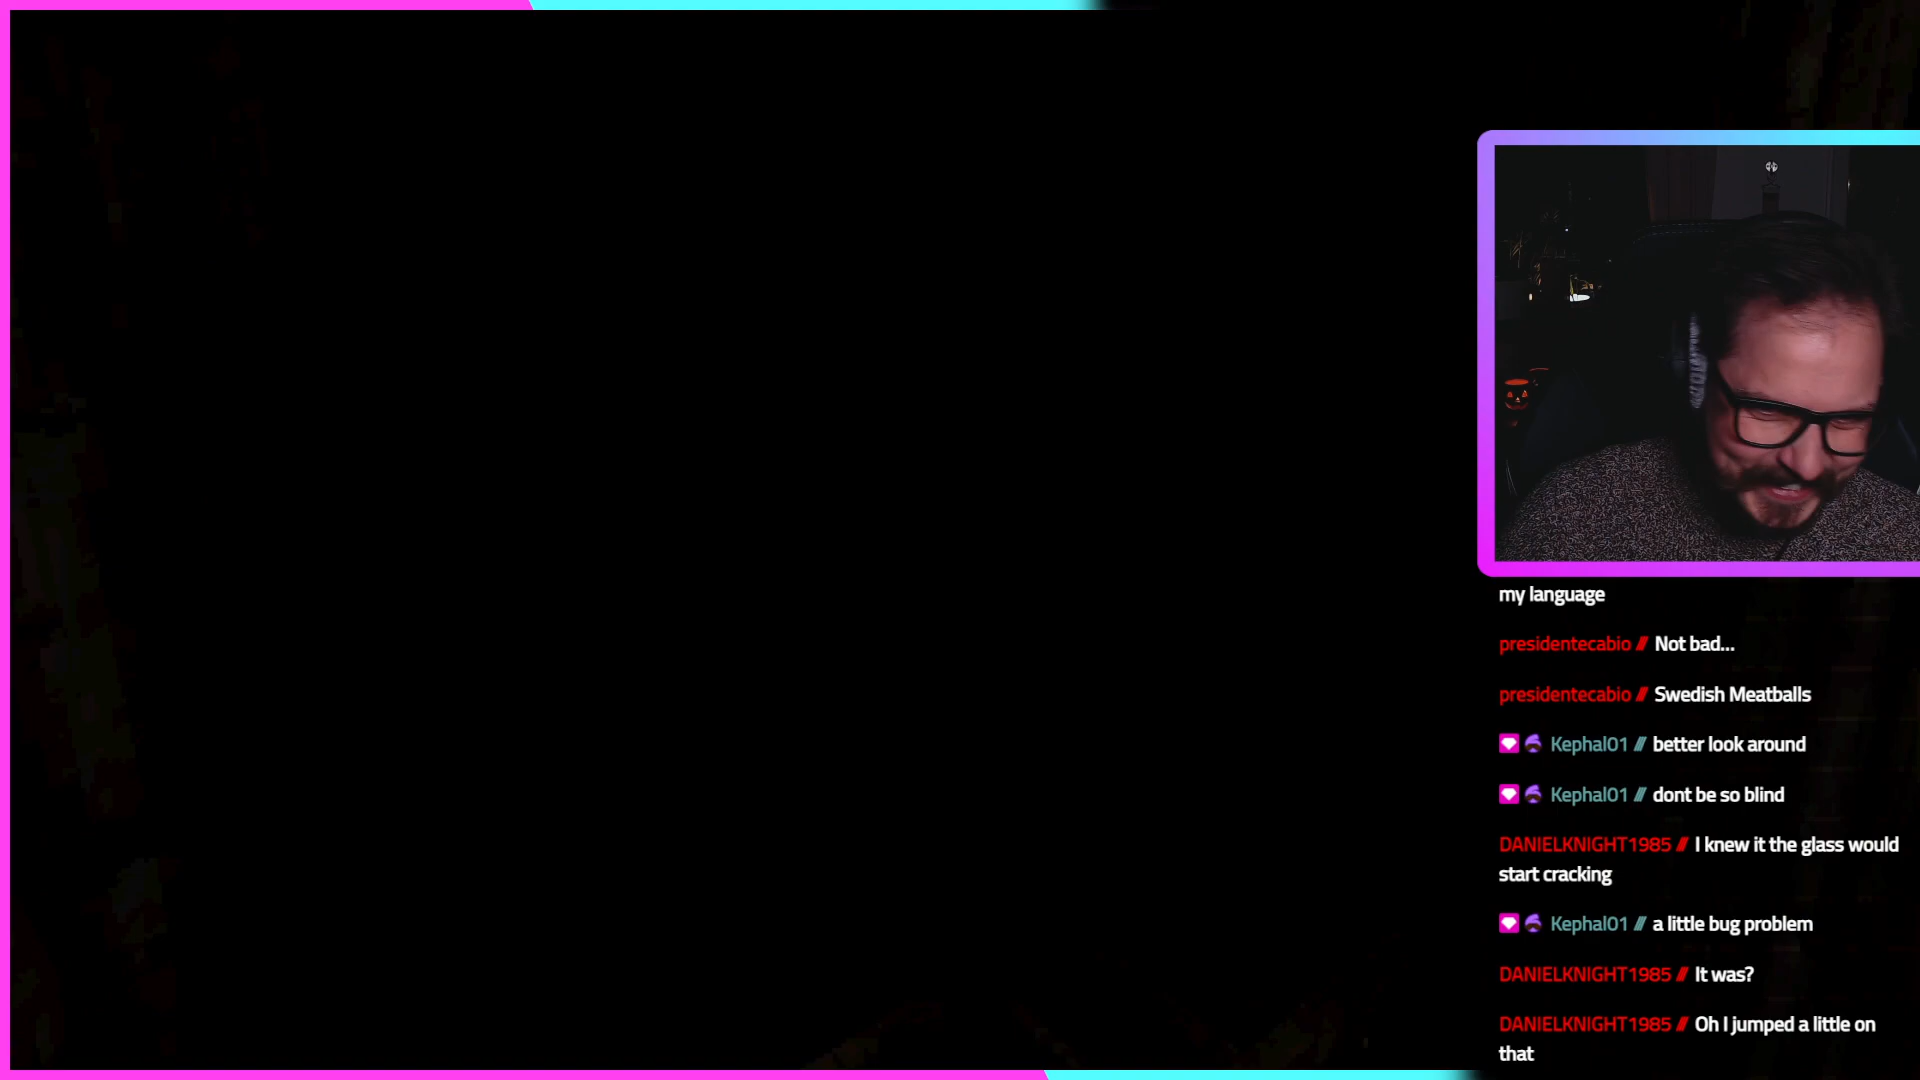 my language
presidentecabio // Not bad...
presidentecabio // Swedish Meatballs
Kephal01 // better look around
Kephal01 // dont be so blind
DANIELKNIGHT1985 // I knew it the glass would
start cracking
Kephal01 // a little bug problem
DANIELKNIGHT1985 // It was?
DANIELKNIGHT1985 // Oh I jumped a little on
that